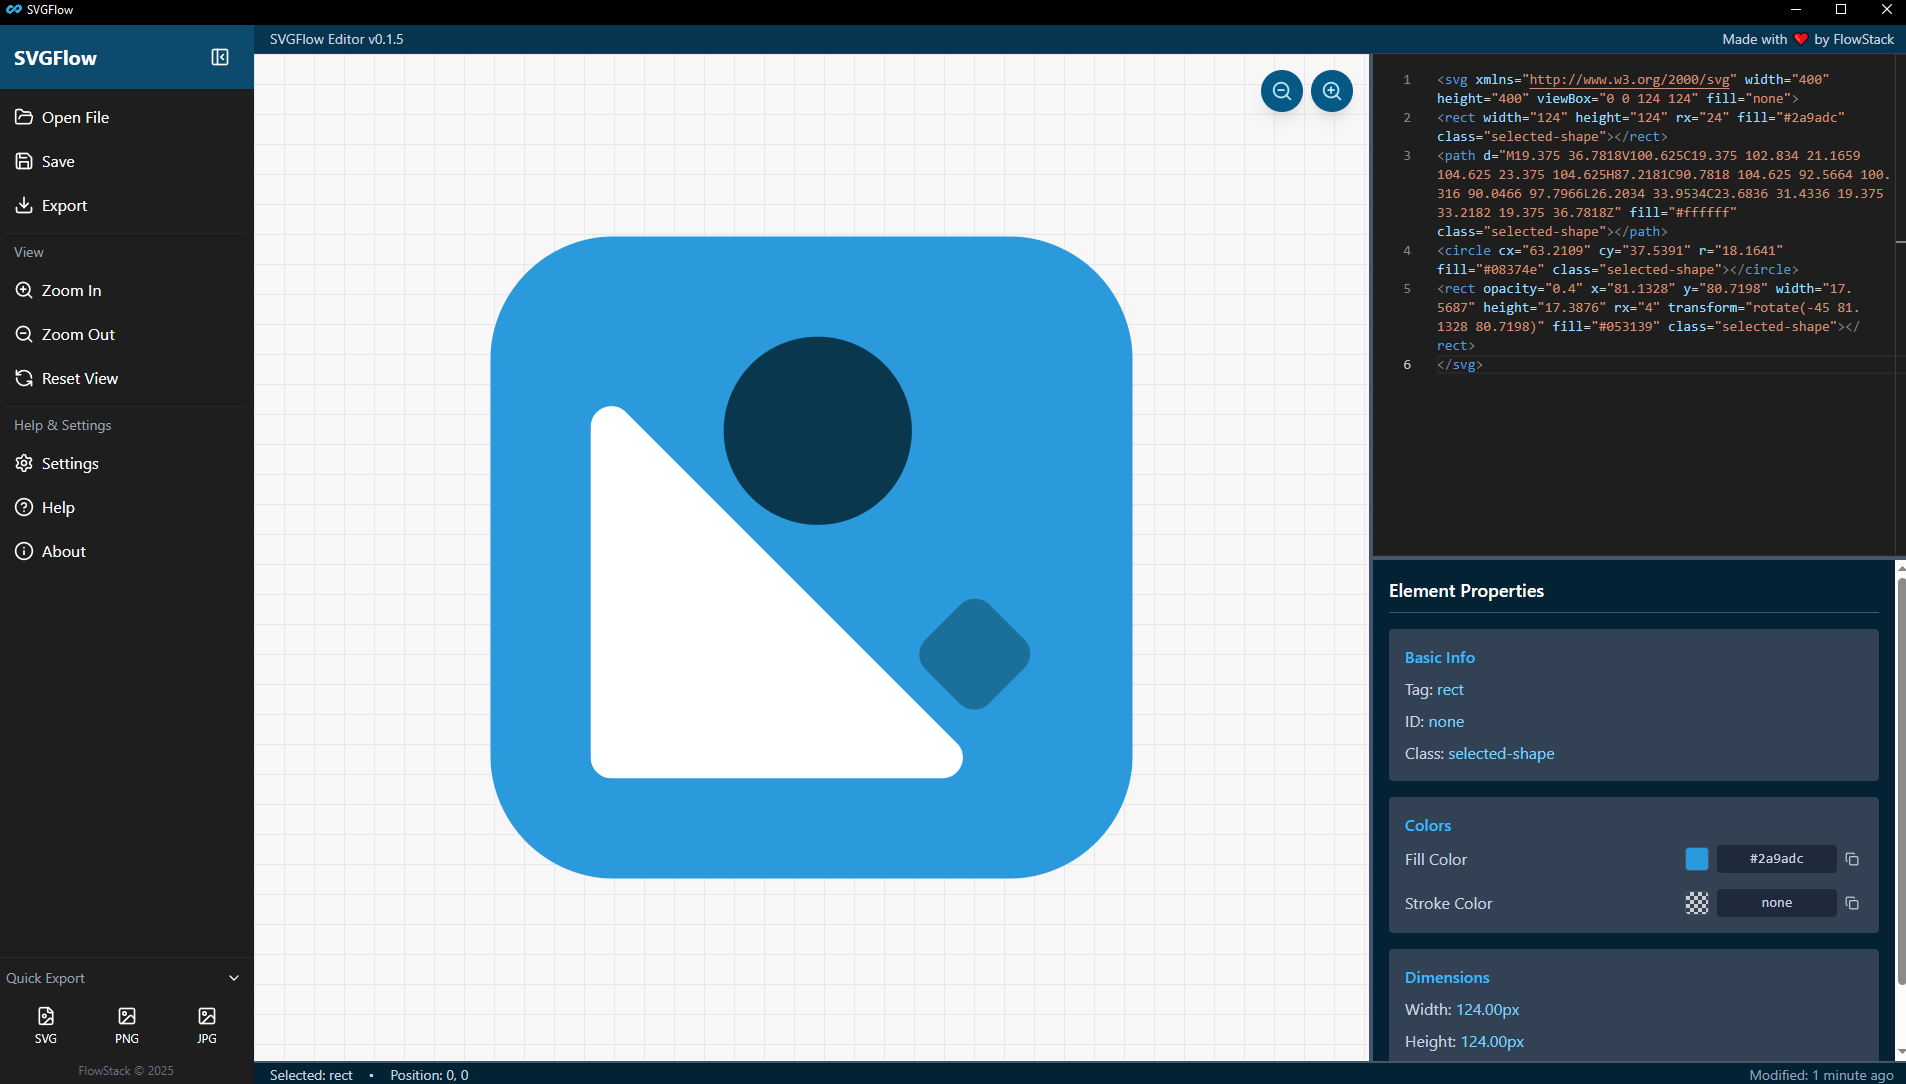 SVGFlow
SVGFlow
Open File
Save
Export
View
Zoom In
Zoom Out
Reset View
Help & Settings
Settings
Help
About
Quick Export
SVG PNG JPG
FlowStack © 2025
SVGFlow Editor v0.1.5
Made with ❤️ by FlowStack
1 <svg xmlns="http://www.w3.org/2000/svg" width="400"
height="400" viewBox="0 0 124 124" fill="none">
2 <rect width="124" height="124" rx="24" fill="#2a9adc"
class="selected-shape"></rect>
3 <path d="M19.375 36.7818V100.625C19.375 102.834 21.1659
104.625 23.375 104.625H87.2181C90.7818 104.625 92.5664 100.
316 90.0466 97.7966L26.2034 33.9534C23.6836 31.4336 19.375
33.2182 19.375 36.7818Z" fill="#ffffff"
class="selected-shape"></path>
4 <circle cx="63.2109" cy="37.5391" r="18.1641"
fill="#08374e" class="selected-shape"></circle>
5 <rect opacity="0.4" x="81.1328" y="80.7198" width="17.
5687" height="17.3876" rx="4" transform="rotate(-45 81.
1328 80.7198)" fill="#053139" class="selected-shape"></
rect>
6 </svg>
Element Properties
Basic Info
Tag: rect
ID: none
Class: selected-shape
Colors
Fill Color #2a9adc
Stroke Color none
Dimensions
Width: 124.00px
Height: 124.00px
Selected: rect • Position: 0, 0
Modified: 1 minute ago